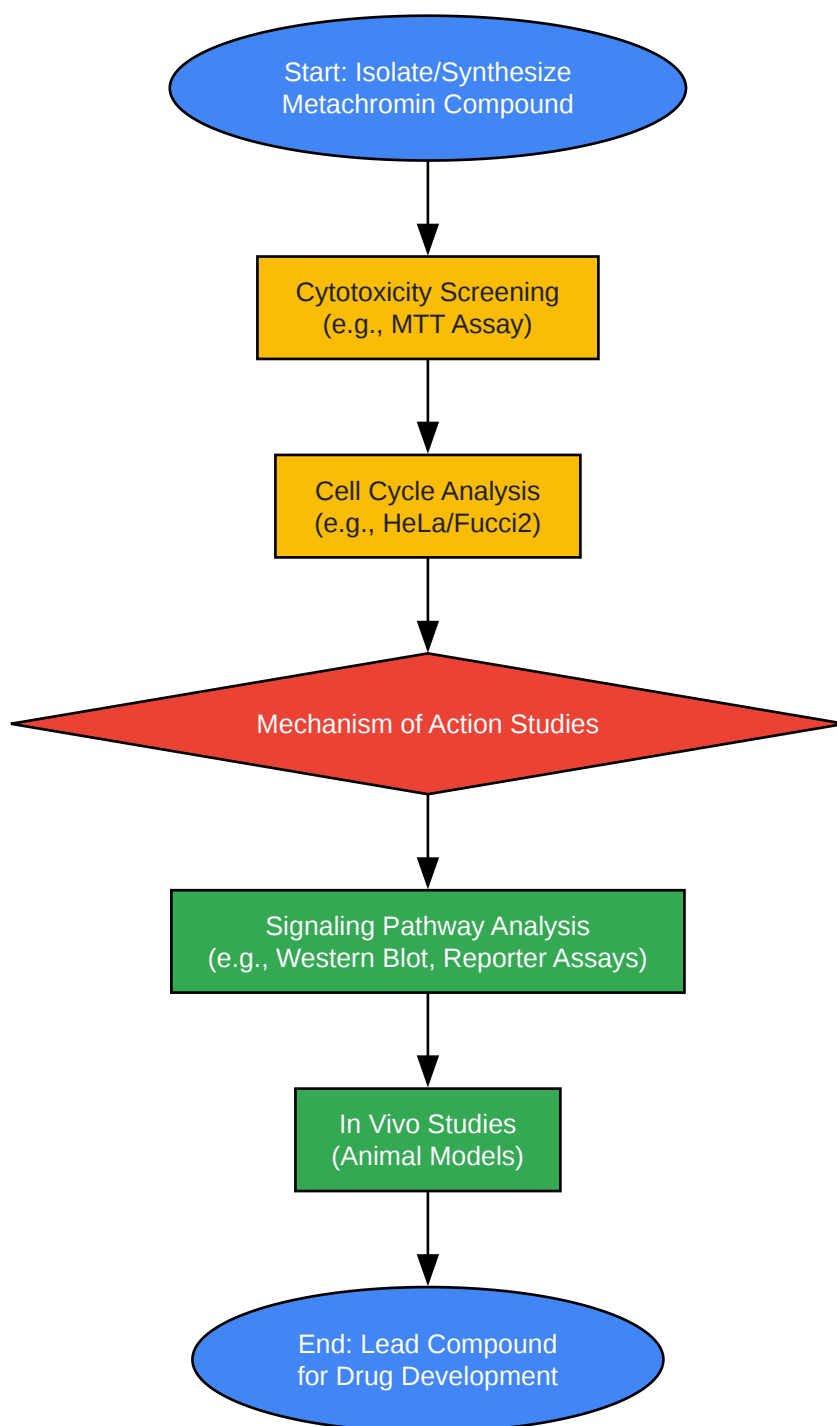 Start: Isolate/Synthesize
Metachromin Compound
Cytotoxicity Screening
(e.g., MTT Assay)
Cell Cycle Analysis
(e.g., HeLa/Fucci2)
Mechanism of Action Studies
Signaling Pathway Analysis
(e.g., Western Blot, Reporter Assays)
In Vivo Studies
(Animal Models)
End: Lead Compound
for Drug Development